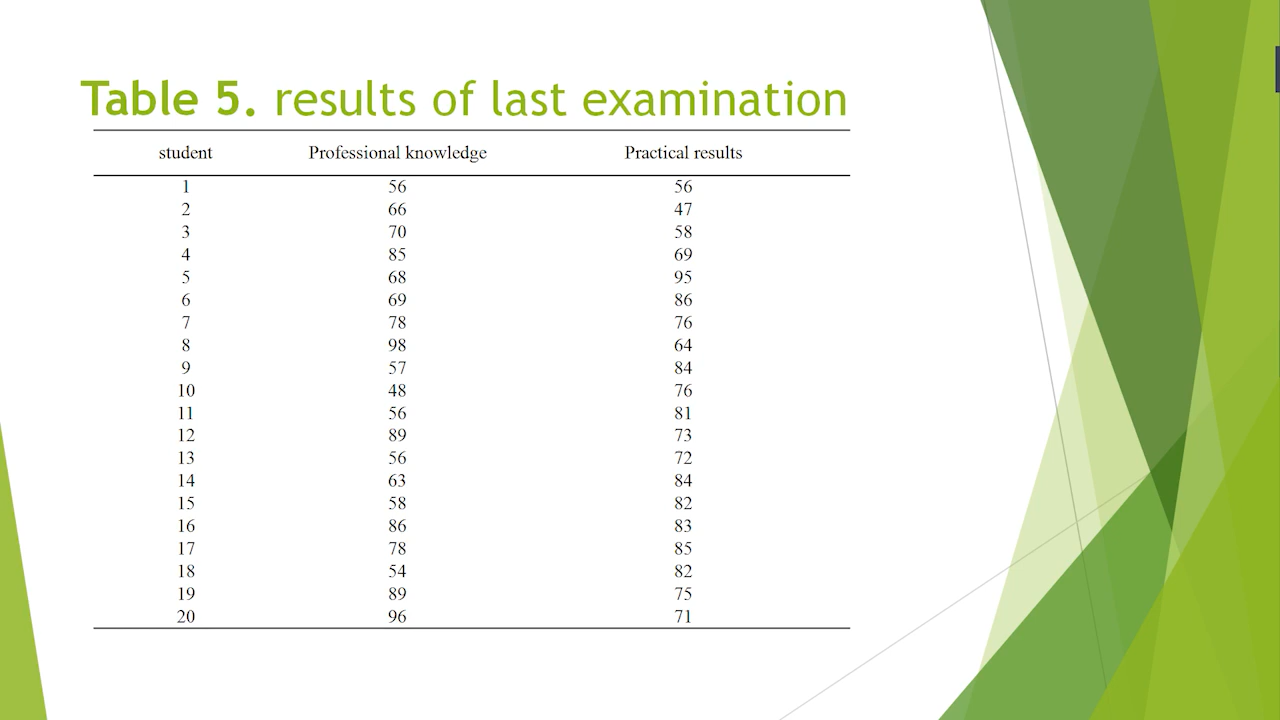 Table 5. results of last examination
student Professional knowledge Practical results
1 56 56
2 66 47
3 70 58
4 85 69
5 68 95
6 69 86
7 78 76
8 98 64
9 57 84
10 48 76
11 56 81
12 89 73
13 56 72
14 63 84
15 58 82
16 86 83
17 78 85
18 54 82
19 89 75
20 96 71